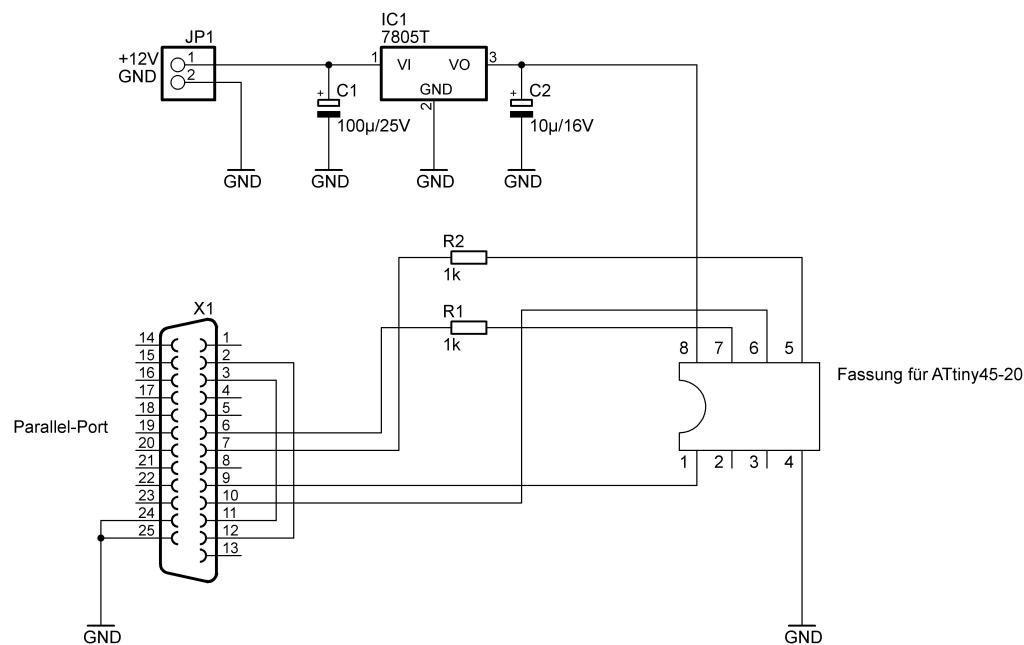 IC1
7805T
JP1
+12V 1
GND 2
1 VI VO 3
GND
2
+ C1
100µ/25V
+ C2
10µ/16V
GND GND GND GND
R2
1k
R1
1k
X1
8 7 6 5
Fassung für ATtiny45-20
1 2 3 4
Parallel-Port
14 1
15 2
16 3
17 4
18 5
19 6
20 7
21 8
22 9
23 10
24 11
25 12
13
GND GND